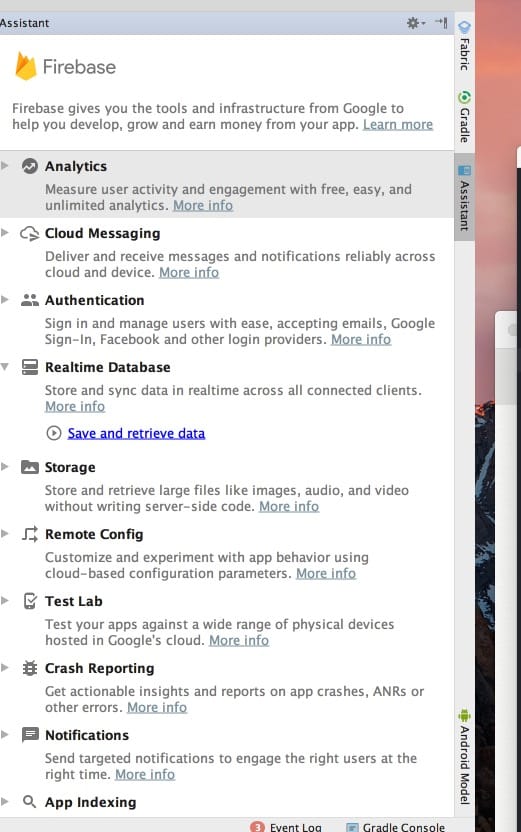 Assistant
Firebase
Firebase gives you the tools and infrastructure from Google to
help you develop, grow and earn money from your app. Learn more
Analytics
Measure user activity and engagement with free, easy, and
unlimited analytics. More info
Cloud Messaging
Deliver and receive messages and notifications reliably across
cloud and device. More info
Authentication
Sign in and manage users with ease, accepting emails, Google
Sign-In, Facebook and other login providers. More info
Realtime Database
Store and sync data in realtime across all connected clients.
More info
Save and retrieve data
Storage
Store and retrieve large files like images, audio, and video
without writing server-side code. More info
Remote Config
Customize and experiment with app behavior using
cloud-based configuration parameters. More info
Test Lab
Test your apps against a wide range of physical devices
hosted in Google's cloud. More info
Crash Reporting
Get actionable insights and reports on app crashes, ANRs or
other errors. More info
Notifications
Send targeted notifications to engage the right users at the
right time. More info
App Indexing
Fabric
Gradle
Assistant
Android Model
3 Event Log
Gradle Console